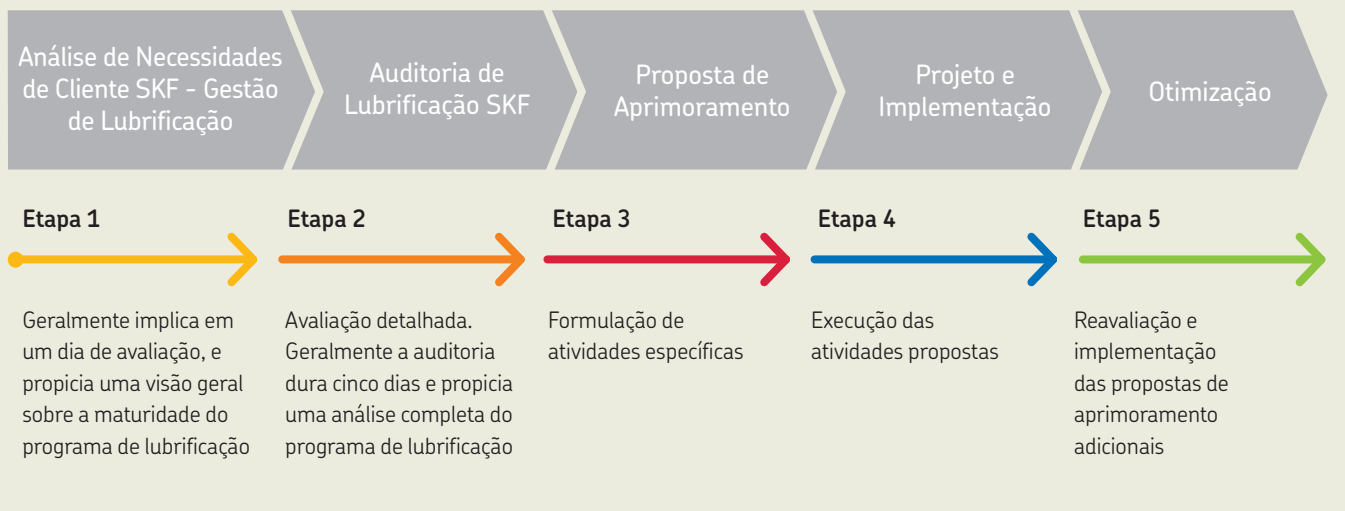 Análise de Necessidades
de Cliente SKF - Gestão
de Lubrificação
Auditoria de
Lubrificação SKF
Proposta de
Aprimoramento
Projeto e
Implementação
Otimização
Etapa 1
Geralmente implica em
um dia de avaliação, e
propicia uma visão geral
sobre a maturidade do
programa de lubrificação
Etapa 2
Avaliação detalhada.
Geralmente a auditoria
dura cinco dias e propicia
uma análise completa do
programa de lubrificação
Etapa 3
Formulação de
atividades específicas
Etapa 4
Execução das
atividades propostas
Etapa 5
Reavaliação e
implementação
das propostas de
aprimoramento
adicionais